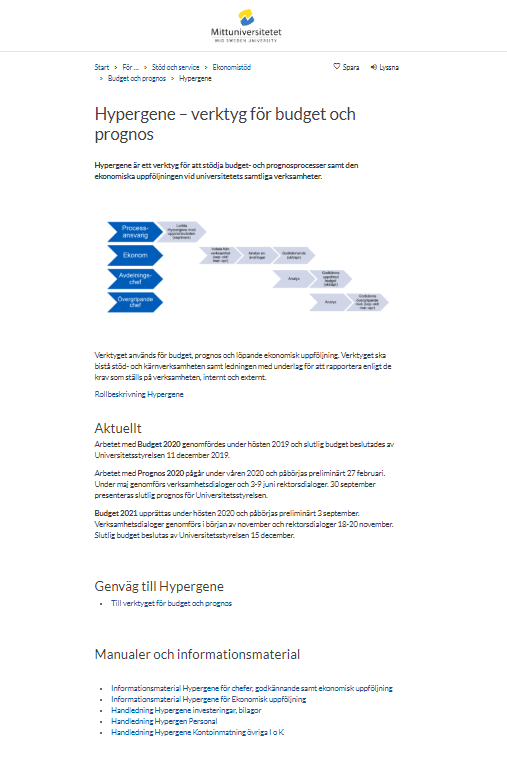 Mittuniversitetet
MID SWEDEN UNIVERSITY
Start > För ... > Stöd och service > Ekonomistöd
Spara
Lyssna
> Budget och prognos > Hypergene
Hypergene – verktyg för budget och
prognos
Hypergene är ett verktyg för att stödja budget- och prognosprocesser samt den
ekonomiska uppföljningen vid universitetets samtliga verksamheter.
Process-
ansvarig
Ekonom
Analys
Avdelnings-
chef
Analys
Övergripande
chef
Verktyget används för budget, prognos och löpande ekonomisk uppföljning. Verktyget ska
bistå stöd- och kärnverksamheten samt ledningen med underlag för att rapportera enligt de
krav som ställs på verksamheten, internt och externt.
Rollbeskrivning Hypergene
Aktuellt
Arbetet med Budget 2020 genomfördes under hösten 2019 och slutlig budget beslutades av
Universitetsstyrelsen 11 december 2019.
Arbetet med Prognos 2020 pågår under våren 2020 och påbörjas preliminärt 27 februari.
Under maj genomförs verksamhetsdialoger och 3-9 juni rektorsdialoger. 30 september
presenteras slutlig prognos för Universitetsstyrelsen.
Budget 2021 upprättas under hösten 2020 och påbörjas preliminärt 3 september.
Verksamhetsdialoger genomförs i början av november och rektorsdialoger 18-20 november.
Slutlig budget beslutas av Universitetsstyrelsen 15 december.
Genväg till Hypergene
• Till verktyget för budget och prognos
Manualer och informationsmaterial
• Informationsmaterial Hypergene för chefer, godkännande samt ekonomisk uppföljning
• Informationsmaterial Hypergene för Ekonomisk uppföljning
• Handledning Hypergene investeringar, bilagor
• Handledning Hypergen Personal
• Handledning Hypergene Kontoinmatning övriga I o K